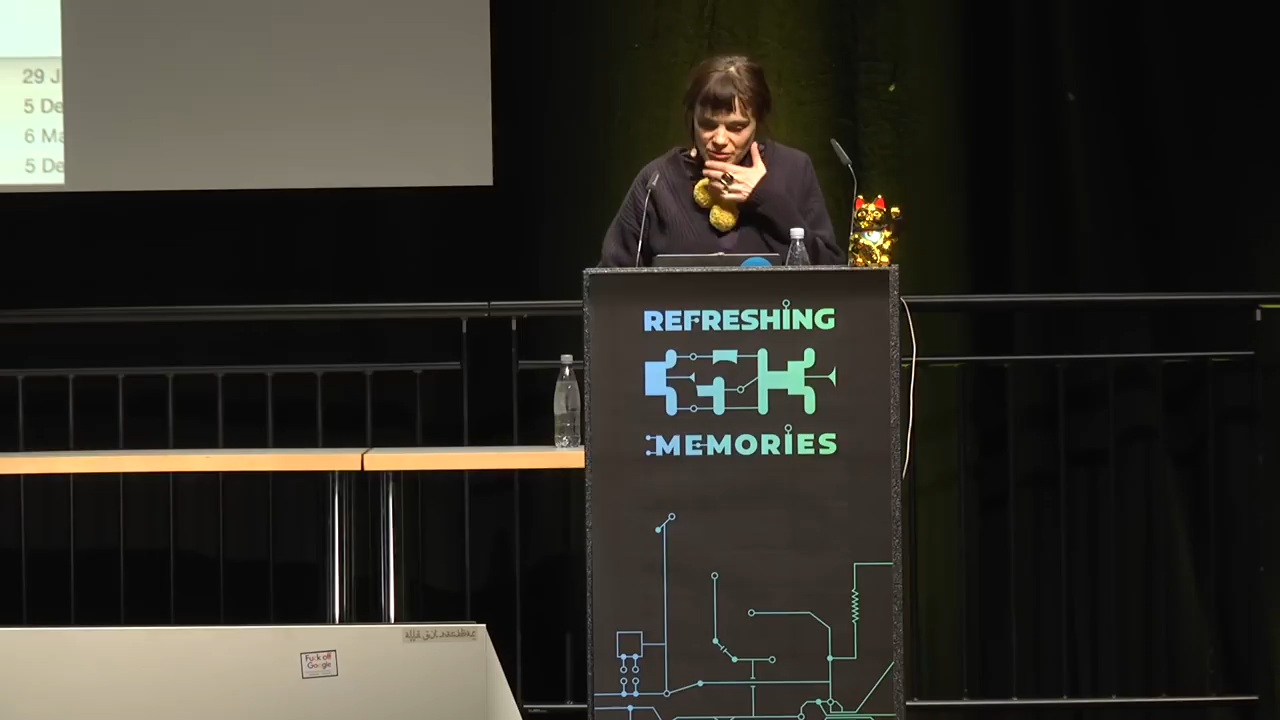 29 J
5 De
6 Ma
5 De
REFRESHING
MEMORIES
Fuck off
Google